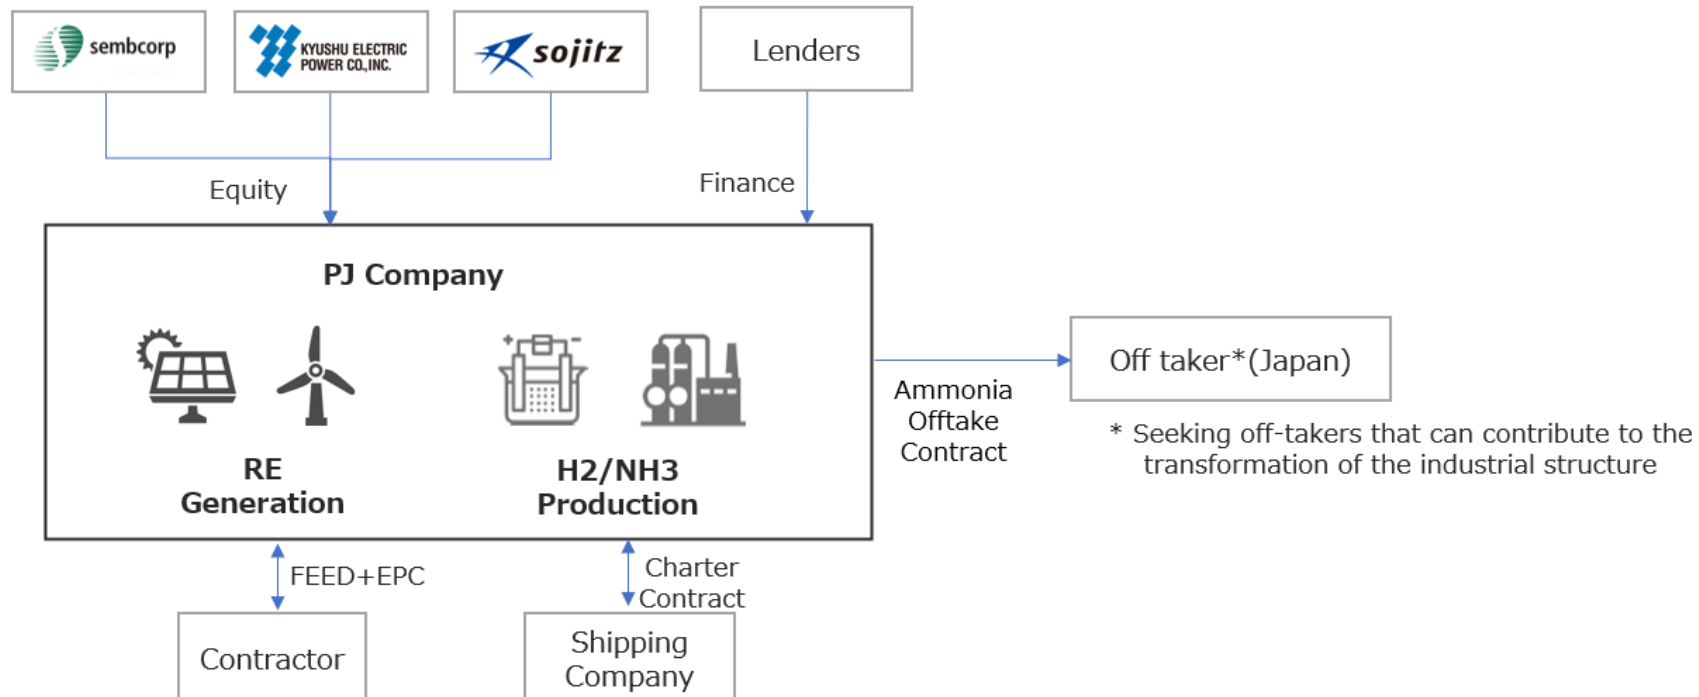 sembcorp
KYUSHU ELECTRIC
POWER CO.,INC.
sojitz
Lenders
Equity
Finance
PJ Company
+ -
RE
Generation
H2/NH3
Production
Ammonia
Offtake
Contract
Off taker*(Japan)
* Seeking off-takers that can contribute to the
transformation of the industrial structure
FEED+EPC
Charter
Contract
Contractor
Shipping
Company